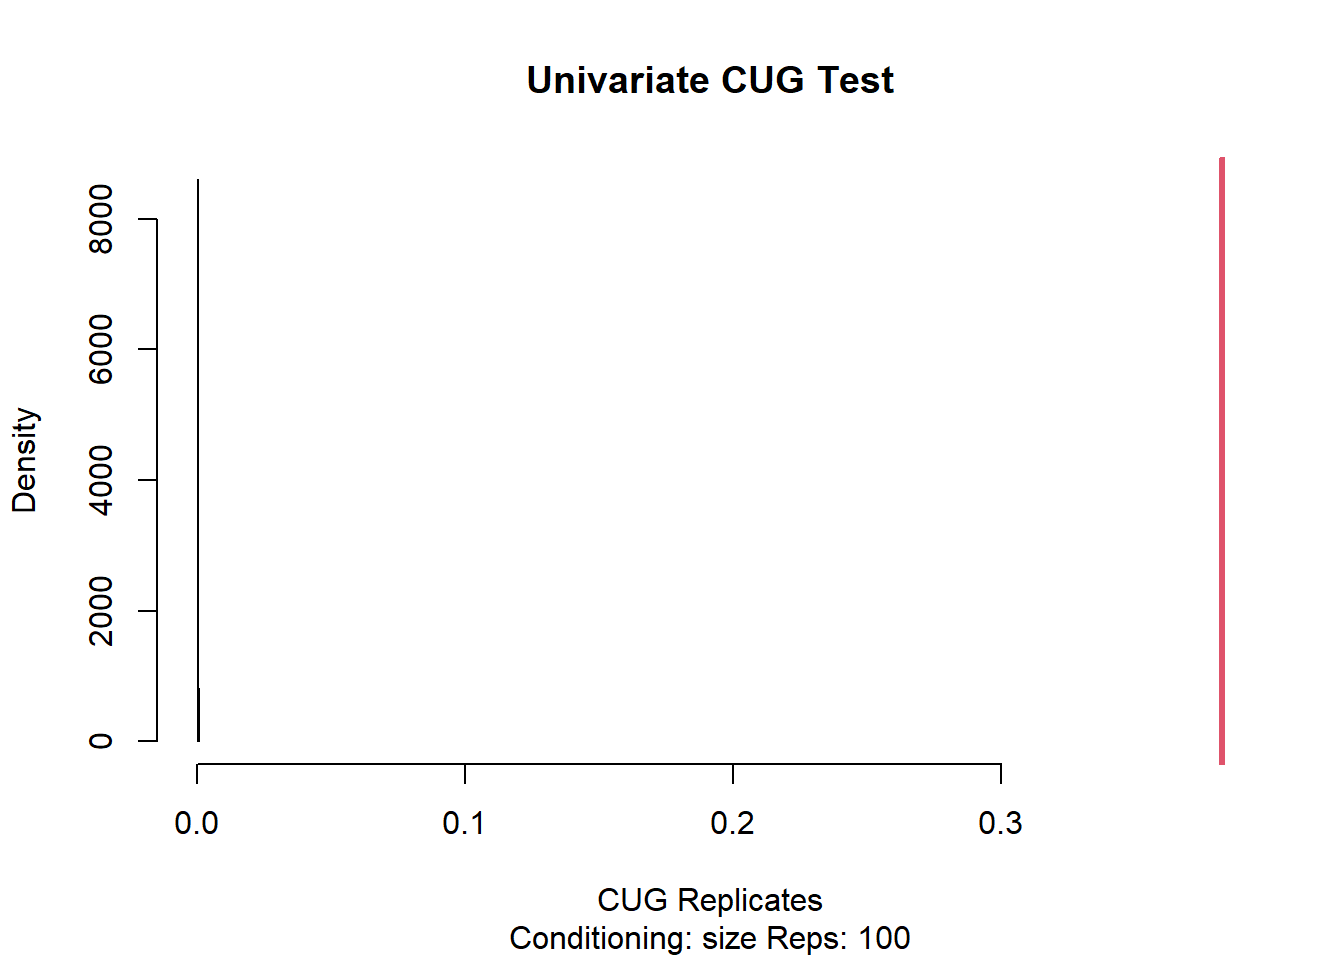 Univariate CUG Test
Density
8000
6000
4000
2000
0
0.0 0.1 0.2 0.3
CUG Replicates
Conditioning: size Reps: 100